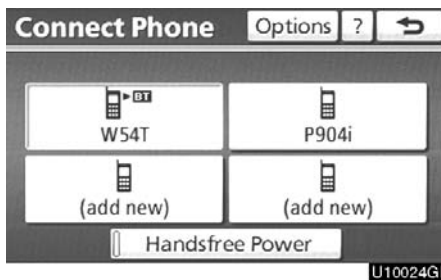 Connect Phone Options ?
BT
W54T P904i
(add new) (add new)
Handsfree Power
U10024G